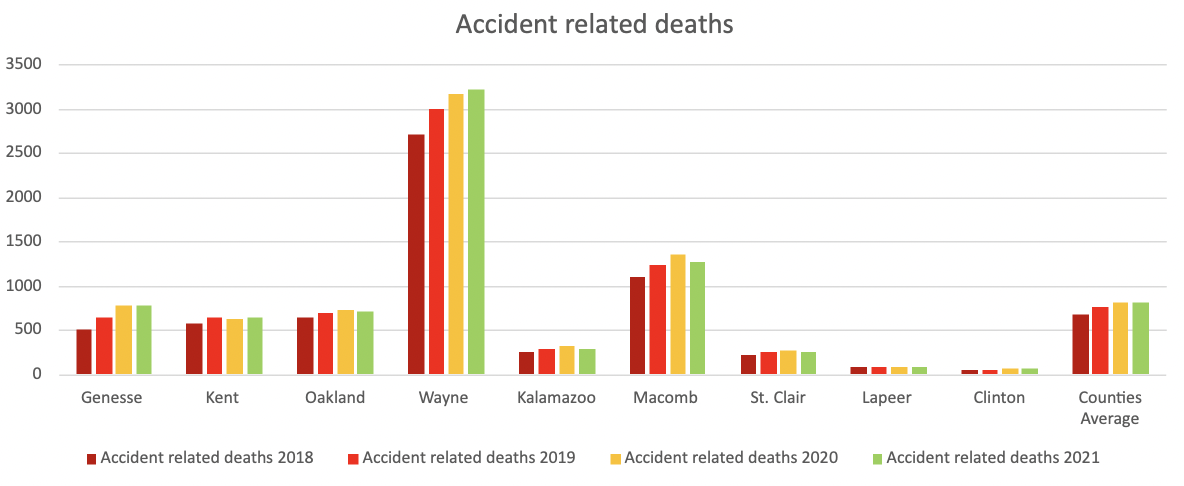 Accident related deaths
3500
3000
2500
2000
1500
1000
500
0
Genesse Kent Oakland Wayne Kalamazoo Macomb St. Clair Lapeer Clinton Counties
Average
Accident related deaths 2018 Accident related deaths 2019 Accident related deaths 2020 Accident related deaths 2021